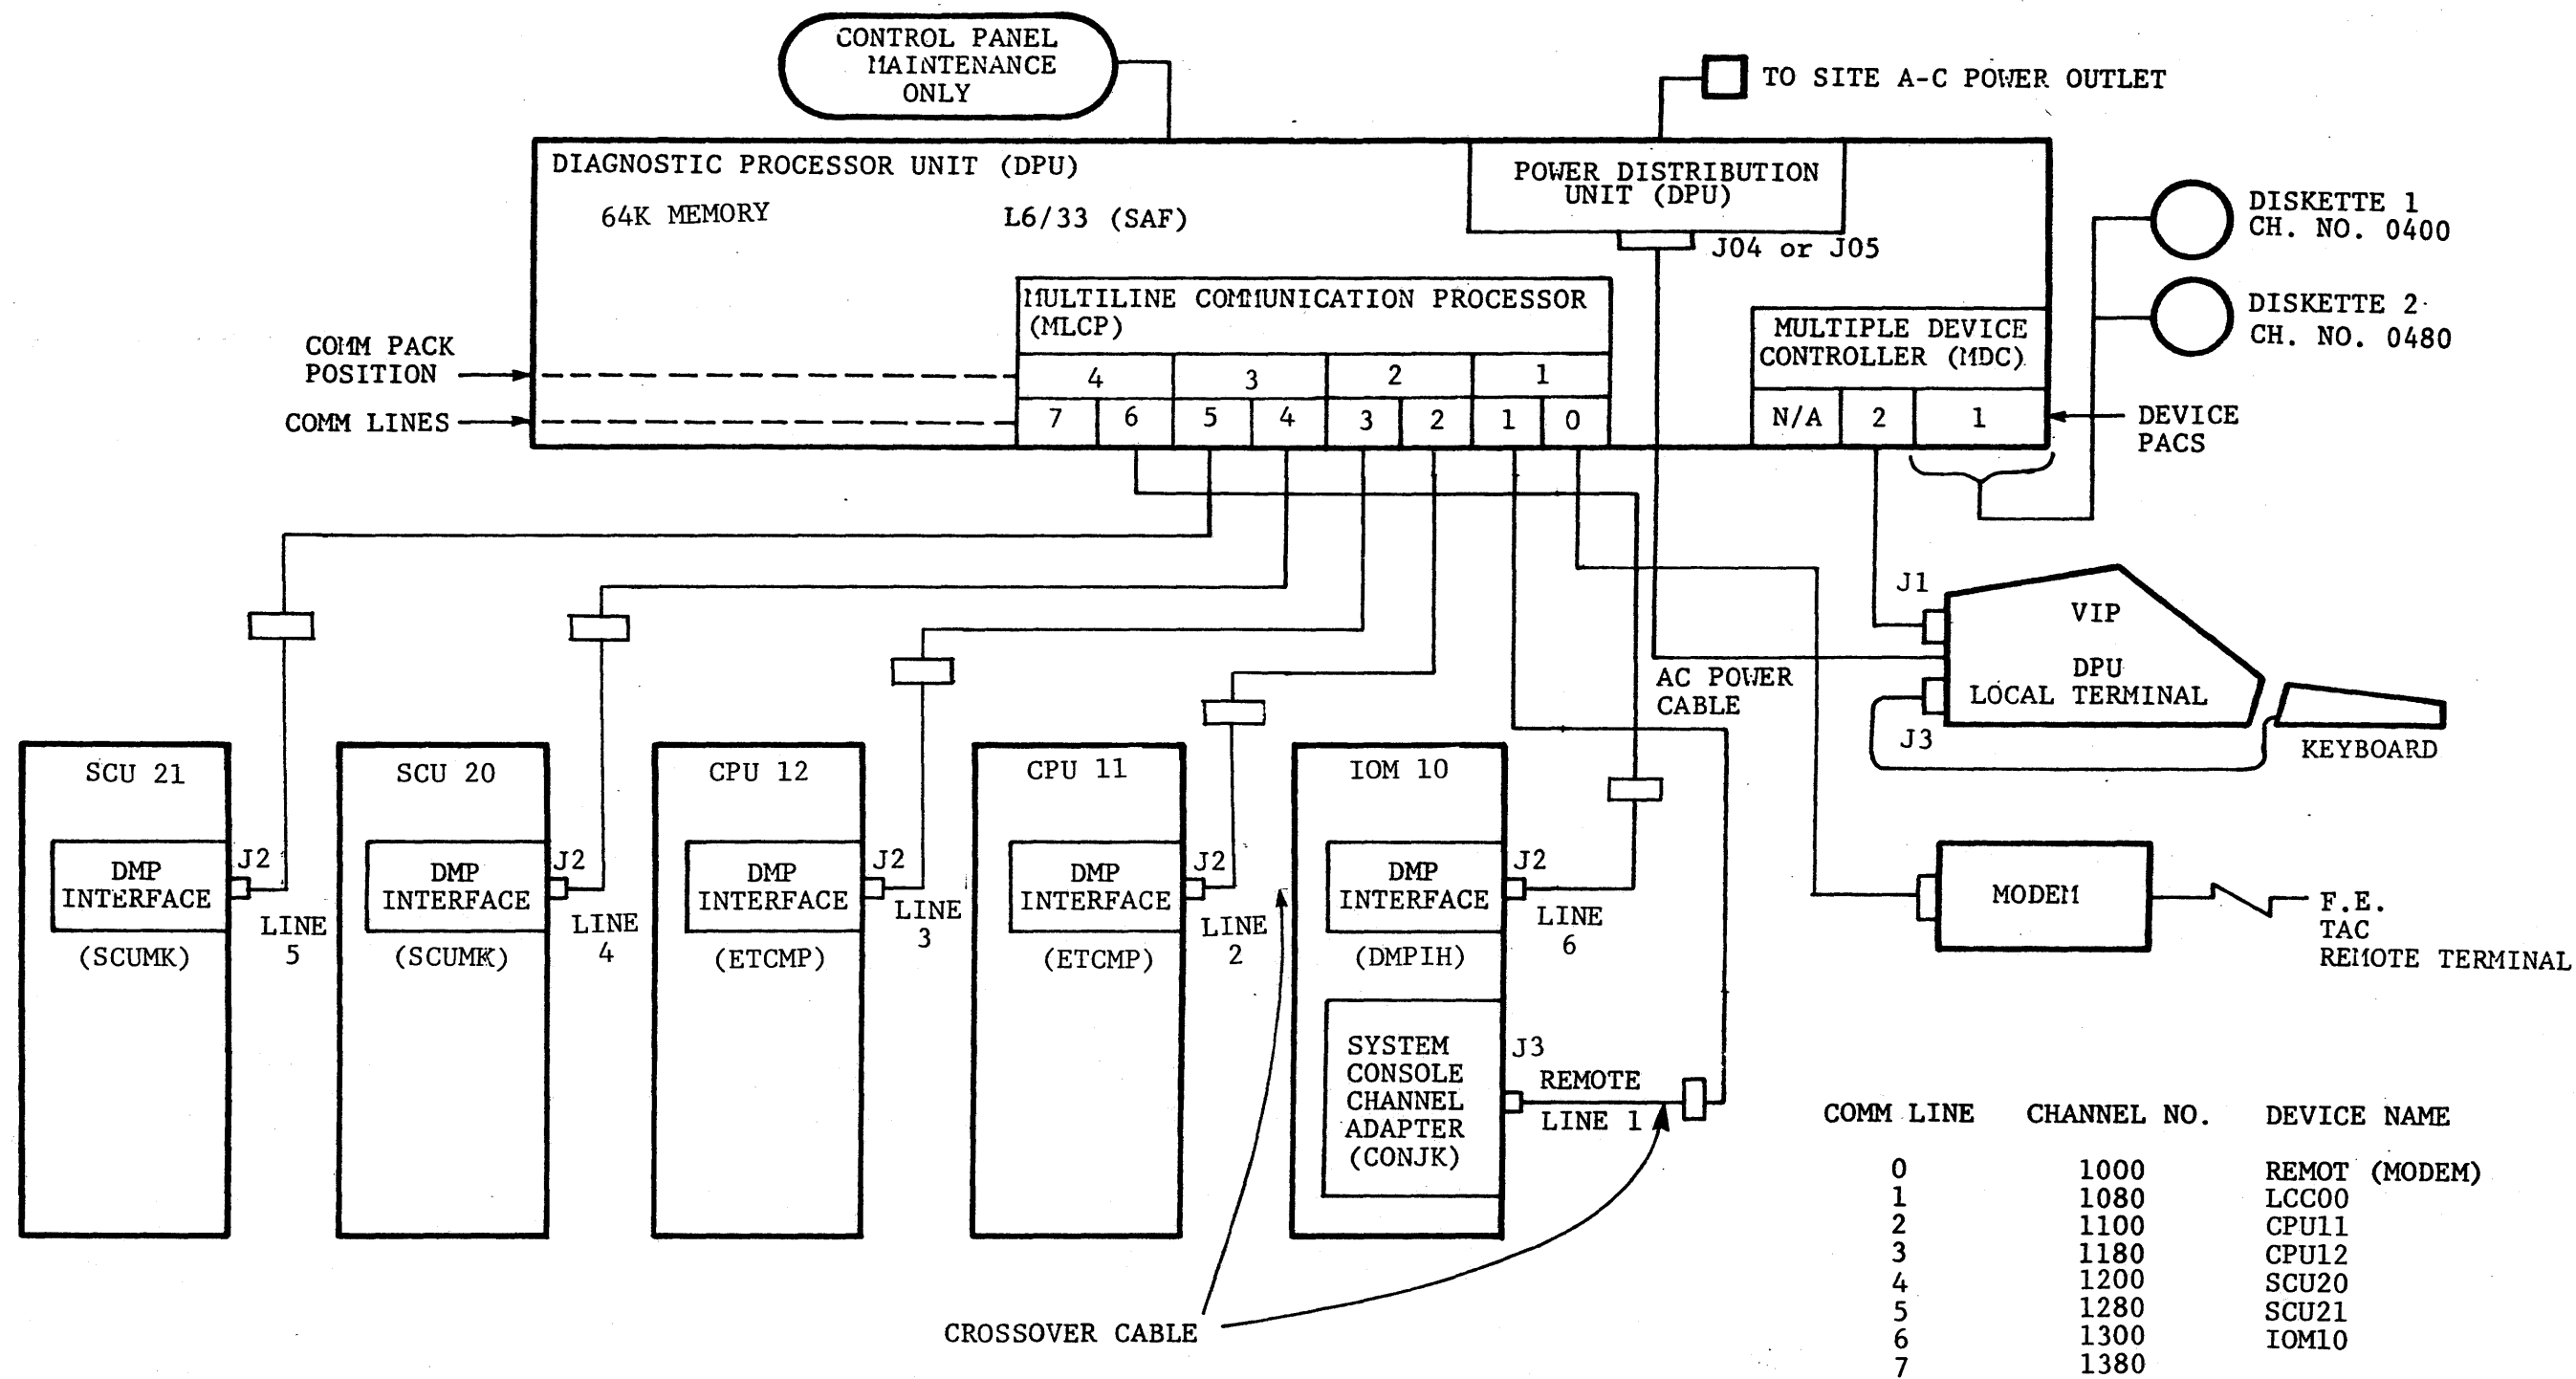 CONTROL PANEL
MAINTENANCE
ONLY
TO SITE A-C POWER OUTLET
DIAGNOSTIC PROCESSOR UNIT (DPU)
64K MEMORY
L6/33 (SAF)
POWER DISTRIBUTION
UNIT (DPU)
J04 or J05
DISKETTE 1
CH. NO. 0400
DISKETTE 2
CH. NO. 0480
MULTILINE COMMUNICATION PROCESSOR
(MLCP)
MULTIPLE DEVICE
CONTROLLER (MDC)
COMM PACK
POSITION
4 3 2 1
COMM LINES
7 6 5 4 3 2 1 0
N/A 2 1
DEVICE
PACS
J1
VIP
DPU
LOCAL TERMINAL
J3
KEYBOARD
AC POWER
CABLE
SCU 21
DMP
INTERFACE
(SCUMK)
J2
LINE
5
SCU 20
DMP
INTERFACE
(SCUMK)
J2
LINE
4
CPU 12
DMP
INTERFACE
(ETCMP)
J2
LINE
3
CPU 11
DMP
INTERFACE
(ETCMP)
J2
LINE
2
IOM 10
DMP
INTERFACE
(DMPIH)
J2
LINE
6
SYSTEM
CONSOLE
CHANNEL
ADAPTER
(CONJK)
J3
REMOTE
LINE 1
MODEM
F.E.
TAC
REMOTE TERMINAL
CROSSOVER CABLE
COMM LINE CHANNEL NO. DEVICE NAME
0 1000 REMOT (MODEM)
1 1080 LCC00
2 1100 CPU11
3 1180 CPU12
4 1200 SCU20
5 1280 SCU21
6 1300 IOM10
7 1380